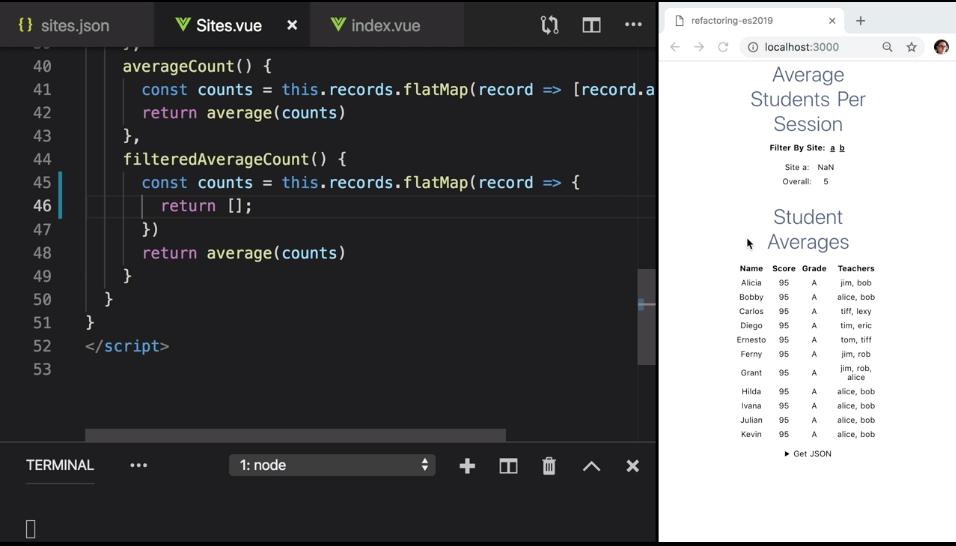 {} sites.json
Sites.vue ×
index.vue
...
40 averageCount() {
41 const counts = this.records.flatMap(record => [record.a
42 return average(counts)
43 },
44 filteredAverageCount() {
45 const counts = this.records.flatMap(record => {
46 return [];
47 })
48 return average(counts)
49 }
50 }
51 }
52 </script>
53
TERMINAL ... 1: node
refactoring-es2019 × +
localhost:3000
Average
Students Per
Session
Filter By Site: a b
Site a: NaN
Overall: 5
Student
Averages
Name Score Grade Teachers
Alicia 95 A jim, bob
Bobby 95 A alice, bob
Carlos 95 A tiff, lexy
Diego 95 A tim, eric
Ernesto 95 A tom, tiff
Ferny 95 A jim, rob
Grant 95 A jim, rob,
alice
Hilda 95 A alice, bob
Ivana 95 A alice, bob
Julian 95 A alice, bob
Kevin 95 A alice, bob
▶ Get JSON